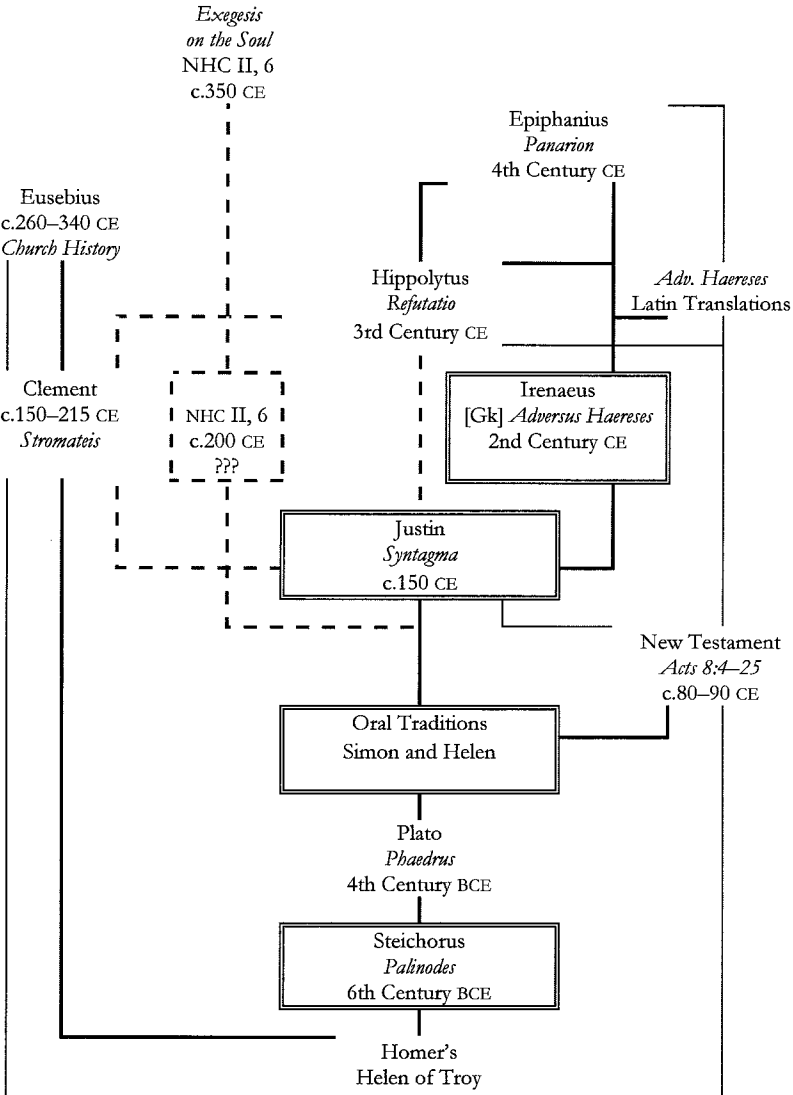 Exegesis
on the Soul
NHC II, 6
c.350 CE
Epiphanius
Panarion
4th Century CE
Eusebius
c.260–340 CE
Church History
Hippolytus
Refutatio
3rd Century CE
Adv. Haereses
Latin Translations
Clement
c.150–215 CE
Stromateis
NHC II, 6
c.200 CE
???
Irenaeus
[Gk] Adversus Haereses
2nd Century CE
Justin
Syntagma
c.150 CE
New Testament
Acts 8:4–25
c.80–90 CE
Oral Traditions
Simon and Helen
Plato
Phaedrus
4th Century BCE
Steichorus
Palinodes
6th Century BCE
Homer's
Helen of Troy